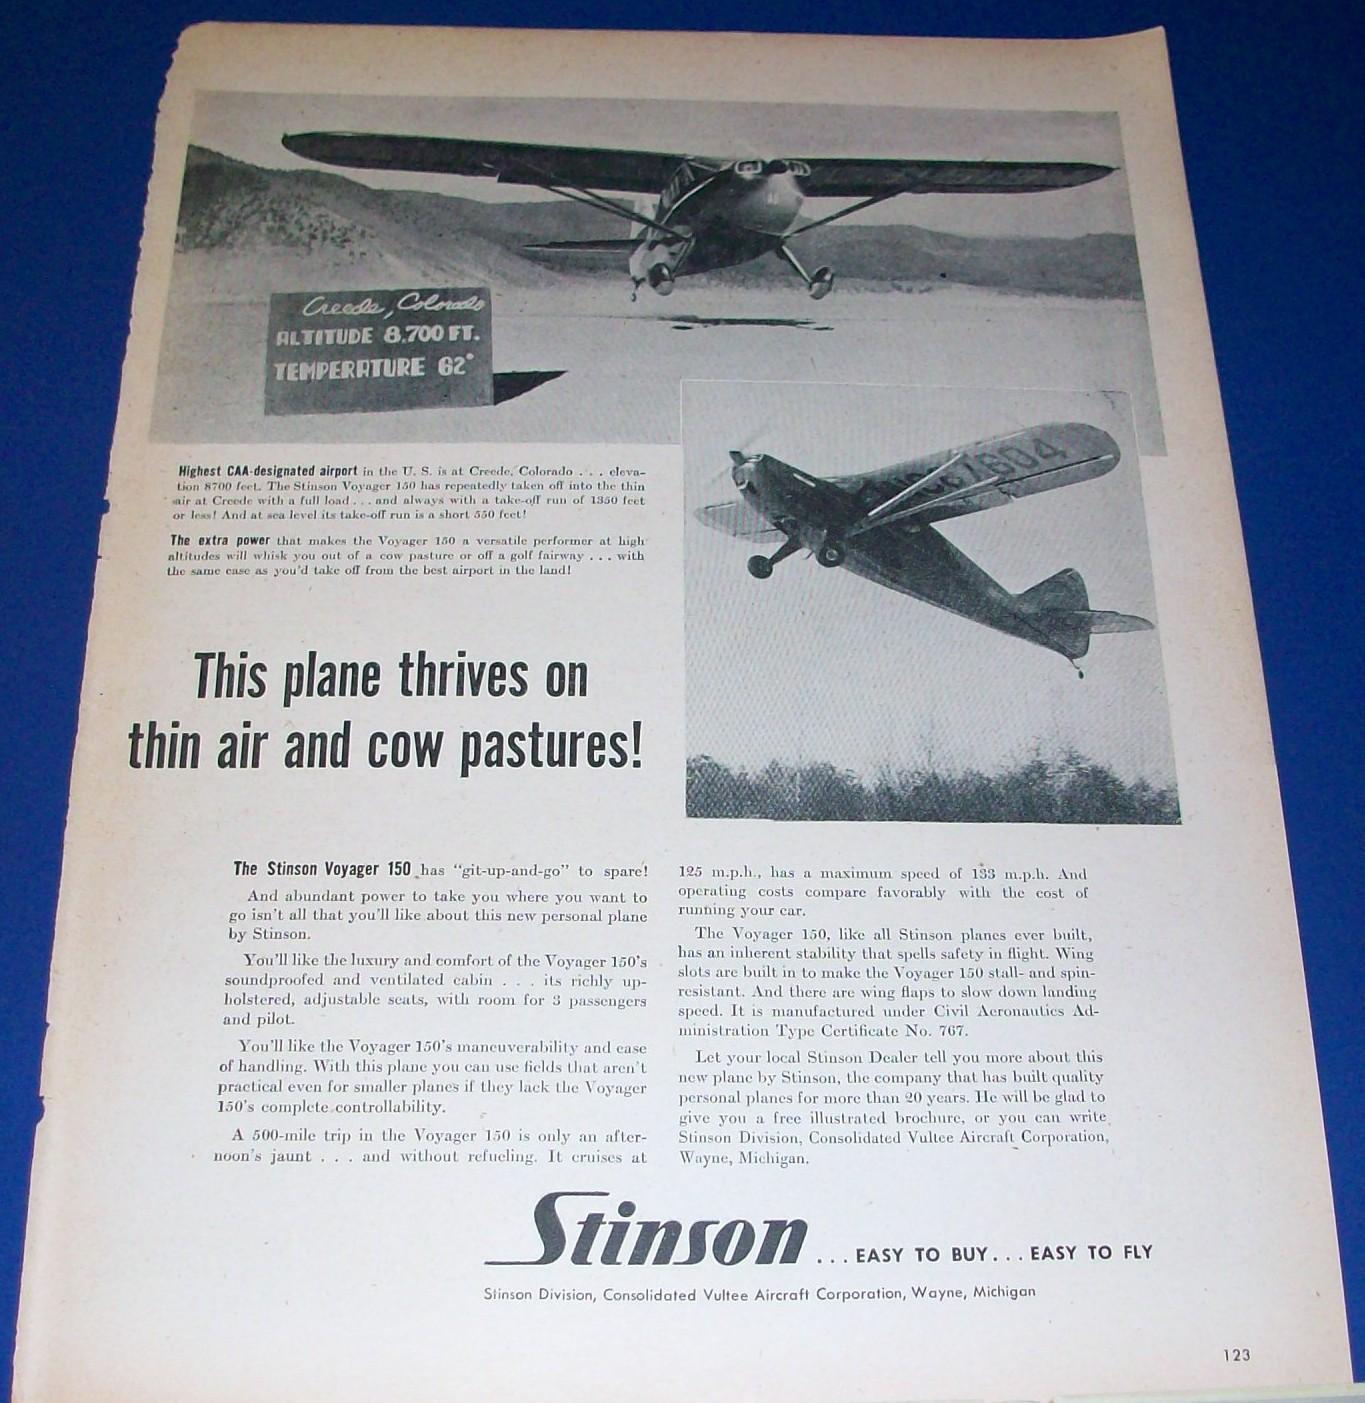 Creede, Colorado
ALTITUDE 8.700 FT.
TEMPERATURE 62°
NC67604
Highest CAA-designated airport in the U. S. is at Creede, Colorado . . . eleva-
tion 8700 feet. The Stinson Voyager 150 has repeatedly taken off into the thin
air at Creede with a full load . . . and always with a take-off run of 1350 feet
or less! And at sea level its take-off run is a short 550 feet!
The extra power that makes the Voyager 150 a versatile performer at high
altitudes will whisk you out of a cow pasture or off a golf fairway . . . with
the same ease as you'd take off from the best airport in the land!
This plane thrives on
thin air and cow pastures!
The Stinson Voyager 150 has "git-up-and-go" to spare!
And abundant power to take you where you want to
go isn't all that you'll like about this new personal plane
by Stinson.
You'll like the luxury and comfort of the Voyager 150's
soundproofed and ventilated cabin . . . its richly up-
holstered, adjustable seats, with room for 3 passengers
and pilot.
You'll like the Voyager 150's maneuverability and ease
of handling. With this plane you can use fields that aren't
practical even for smaller planes if they lack the Voyager
150's complete controllability.
A 500-mile trip in the Voyager 150 is only an after-
noon's jaunt . . . and without refueling. It cruises at
125 m.p.h., has a maximum speed of 133 m.p.h. And
operating costs compare favorably with the cost of
running your car.
The Voyager 150, like all Stinson planes ever built,
has an inherent stability that spells safety in flight. Wing
slots are built in to make the Voyager 150 stall- and spin-
resistant. And there are wing flaps to slow down landing
speed. It is manufactured under Civil Aeronautics Ad-
ministration Type Certificate No. 767.
Let your local Stinson Dealer tell you more about this
new plane by Stinson, the company that has built quality
personal planes for more than 20 years. He will be glad to
give you a free illustrated brochure, or you can write
Stinson Division, Consolidated Vultee Aircraft Corporation,
Wayne, Michigan.
Stinson . . . EASY TO BUY . . . EASY TO FLY
Stinson Division, Consolidated Vultee Aircraft Corporation, Wayne, Michigan
123